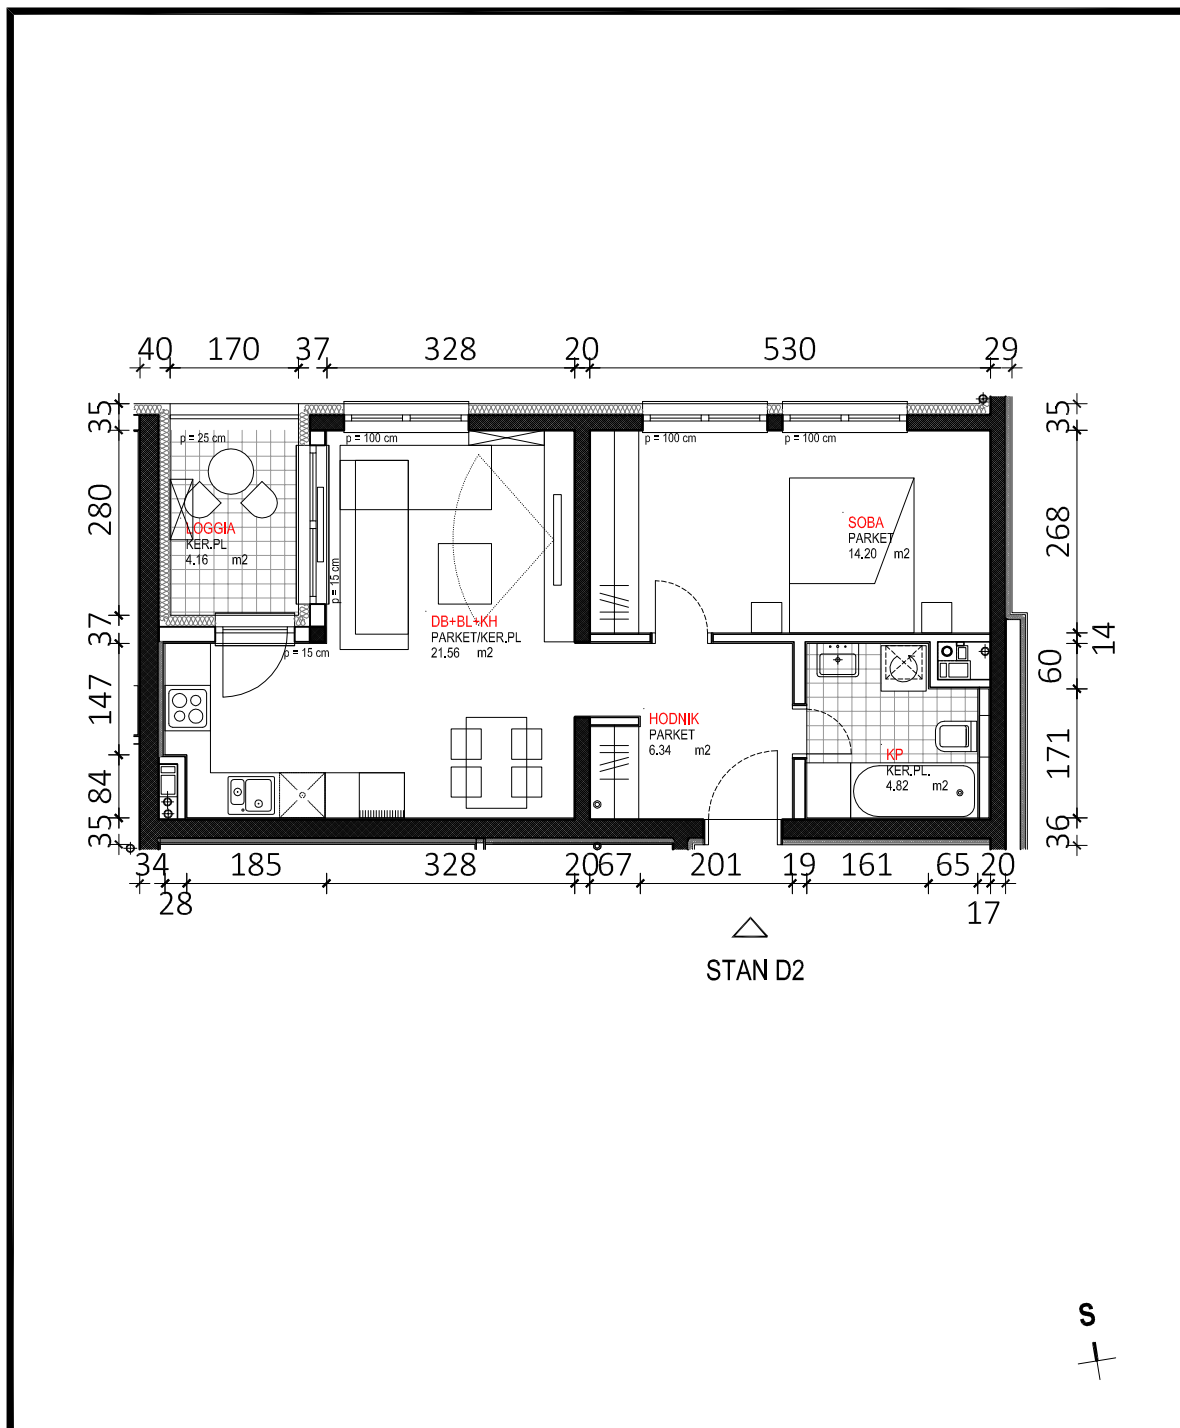 40 170 37 328 20 530 29
35
35
p = 25 cm
p = 100 cm
p = 100 cm
p = 100 cm
280
268
LOGGIA
KER.PL
4.16 m2
SOBA
PARKET
14.20 m2
p = 15 cm
DB+BL+KH
PARKET/KER.PL
21.56 m2
37
14
p = 15 cm
60
147
HODNIK
PARKET
6.34 m2
171
KP
KER.PL.
4.82 m2
84
35
36
34 185 328 20 67 201 19 161 65 20
28
17
STAN D2
S